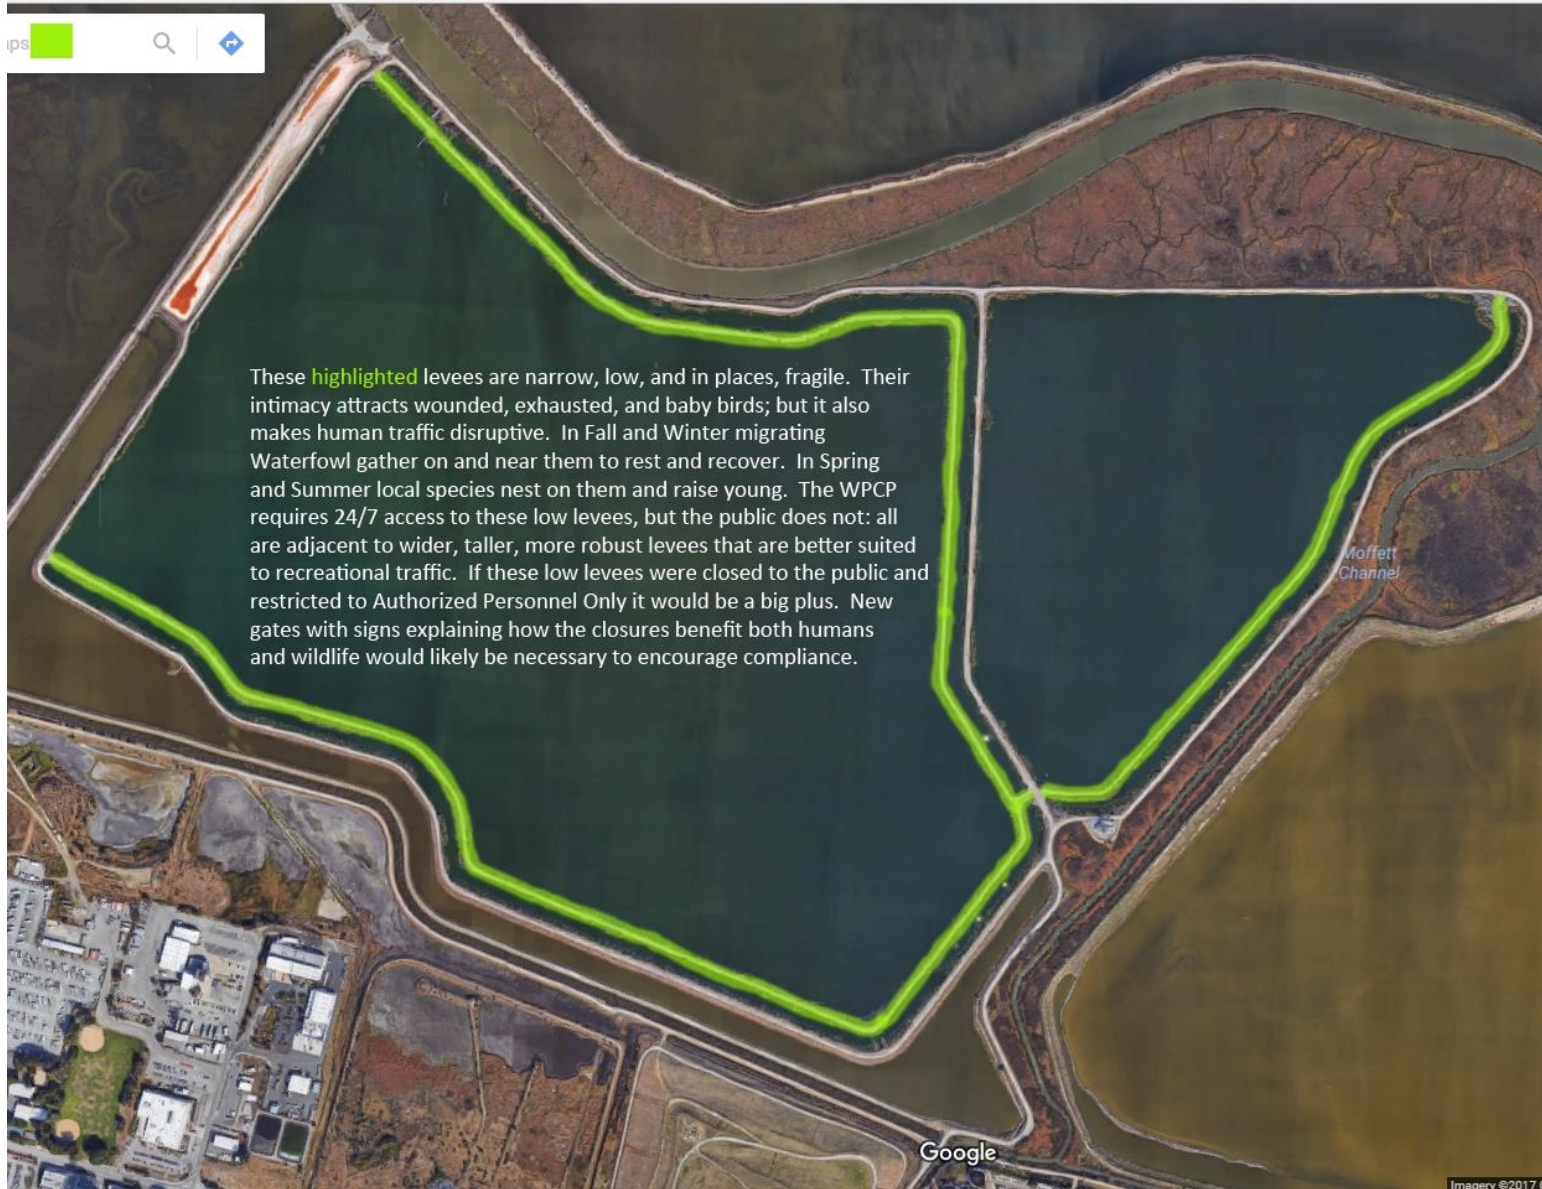 aps
These highlighted levees are narrow, low, and in places, fragile.  Their
intimacy attracts wounded, exhausted, and baby birds; but it also
makes human traffic disruptive.  In Fall and Winter migrating
Waterfowl gather on and near them to rest and recover.  In Spring
and Summer local species nest on them and raise young.  The WPCP
requires 24/7 access to these low levees, but the public does not: all
are adjacent to wider, taller, more robust levees that are better suited
to recreational traffic.  If these low levees were closed to the public and
restricted to Authorized Personnel Only it would be a big plus.  New
gates with signs explaining how the closures benefit both humans
and wildlife would likely be necessary to encourage compliance.
Moffett
Channel
Google
Imagery ©2017